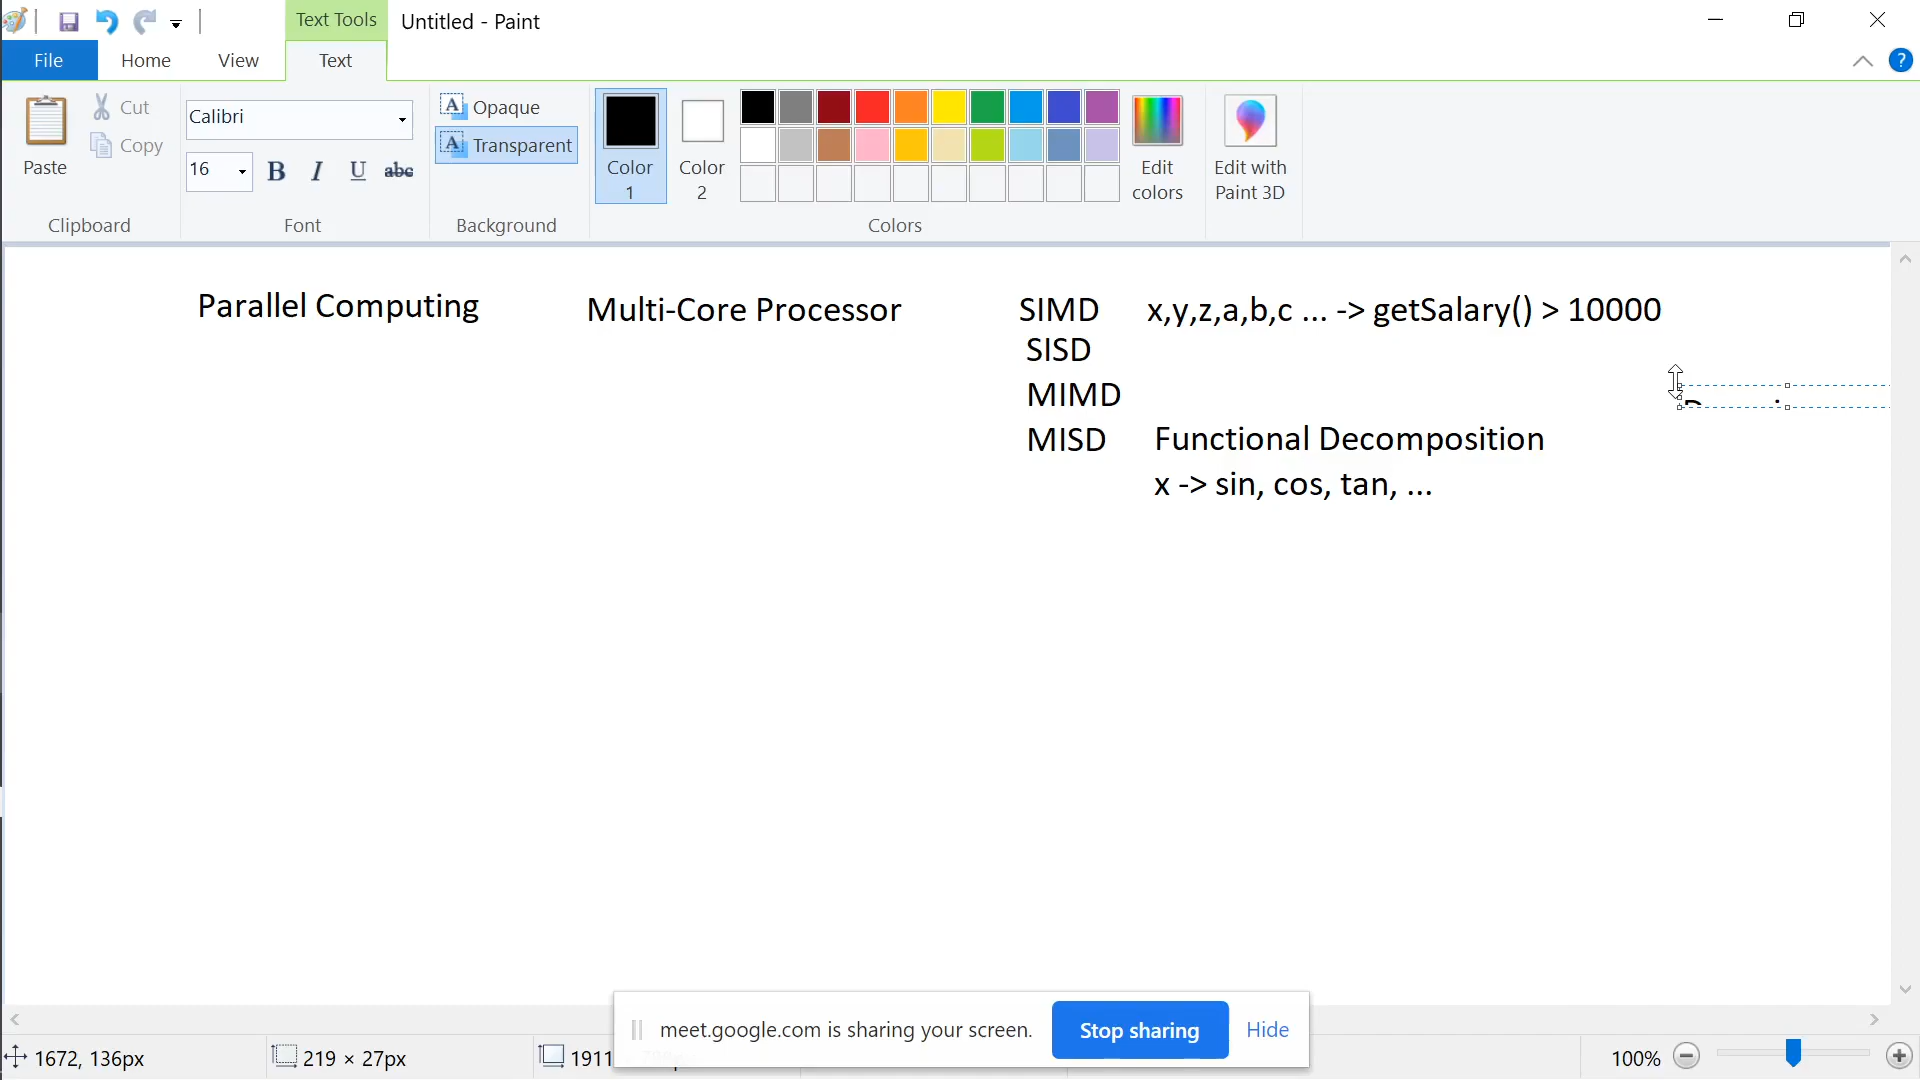 Text Tools
Untitled - Paint
File
Home
View
Text
Paste
Cut
Copy
Clipboard
Calibri
16
B I U abc
Font
A Opaque
A Transparent
Background
Color 1
Color 2
Edit colors
Edit with Paint 3D
Colors
Parallel Computing
Multi-Core Processor
SIMD x,y,z,a,b,c ... -> getSalary() > 10000
SISD
MIMD
MISD Functional Decomposition
x -> sin, cos, tan, ...
meet.google.com is sharing your screen.
Stop sharing
Hide
1672, 136px
219 × 27px
1911
100%